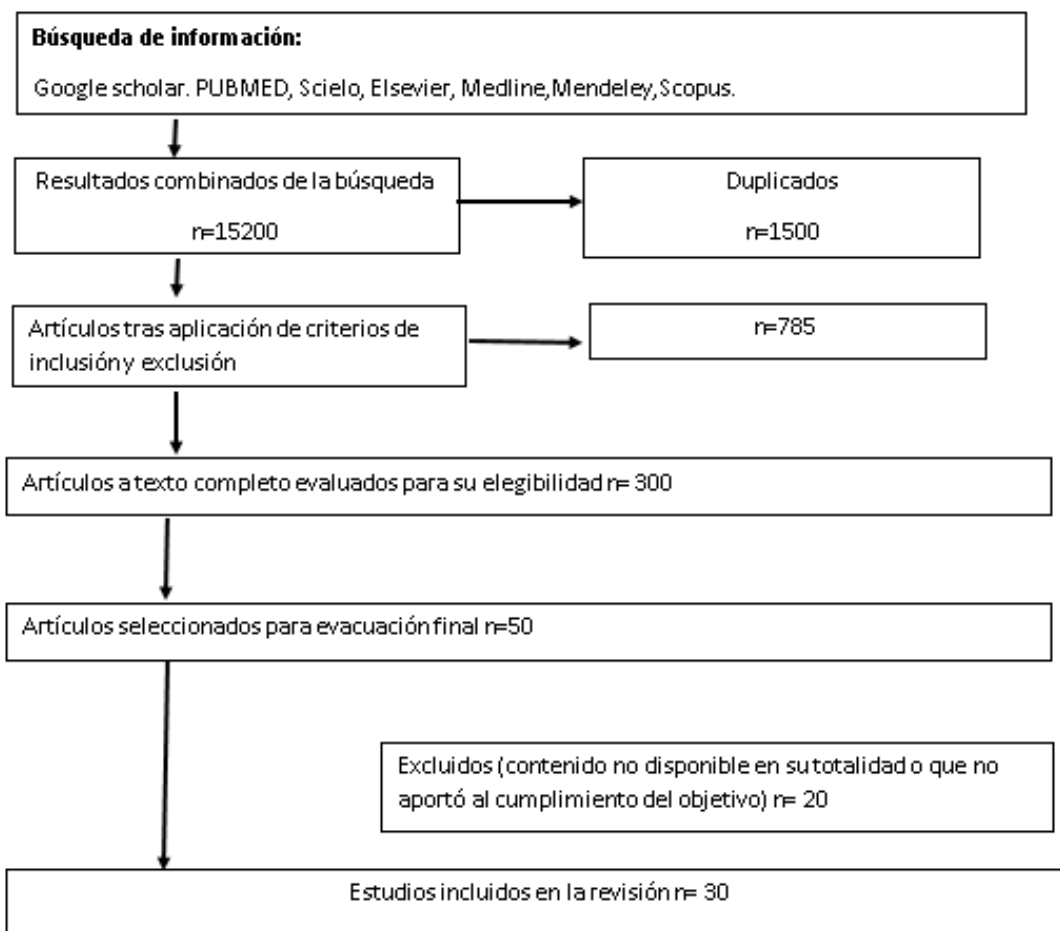 Búsqueda de información:
Google scholar. PUBMED, Scielo, Elsevier, Medline,Mendeley,Scopus.
Resultados combinados de la búsqueda
n=15200
Duplicados
n=1500
Artículos tras aplicación de criterios de
inclusión y exclusión
n=785
Artículos a texto completo evaluados para su elegibilidad n= 300
Artículos seleccionados para evacuación final n=50
Excluidos (contenido no disponible en su totalidad o que no
aportó al cumplimiento del objetivo) n= 20
Estudios incluidos en la revisión n= 30